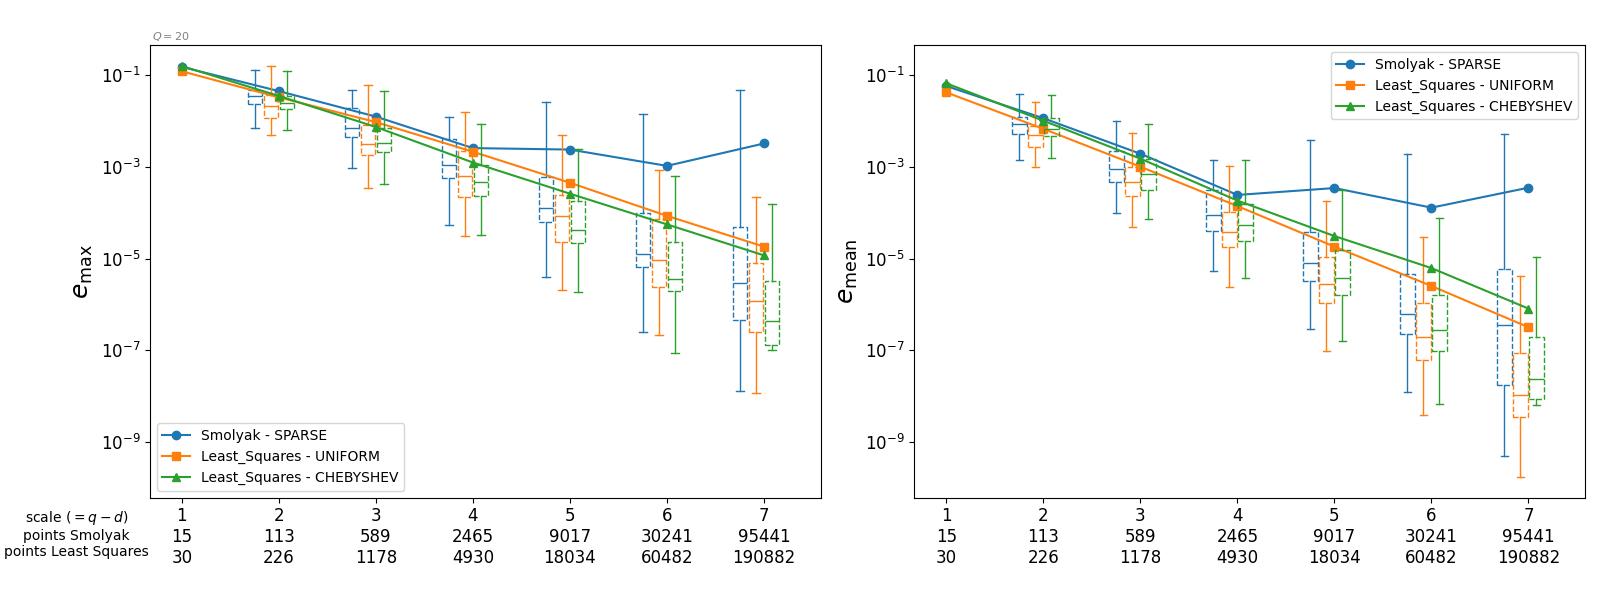 Q = 20
10⁻¹
10⁻³
10⁻⁵
10⁻⁷
10⁻⁹
e_max
Smolyak - SPARSE
Least_Squares - UNIFORM
Least_Squares - CHEBYSHEV
scale (= q − d) 1 2 3 4 5 6 7
points Smolyak 15 113 589 2465 9017 30241 95441
points Least Squares 30 226 1178 4930 18034 60482 190882
10⁻¹
10⁻³
10⁻⁵
10⁻⁷
10⁻⁹
e_mean
Smolyak - SPARSE
Least_Squares - UNIFORM
Least_Squares - CHEBYSHEV
1 2 3 4 5 6 7
15 113 589 2465 9017 30241 95441
30 226 1178 4930 18034 60482 190882